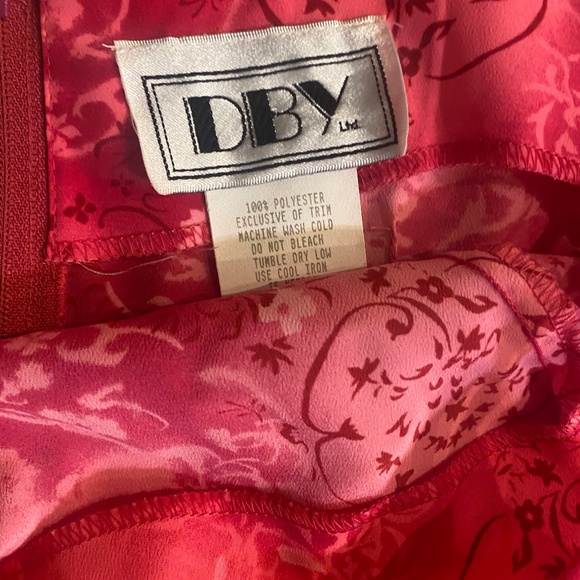 DBY Ltd.
100% POLYESTER
EXCLUSIVE OF TRIM
MACHINE WASH COLD
DO NOT BLEACH
TUMBLE DRY LOW
USE COOL IRON